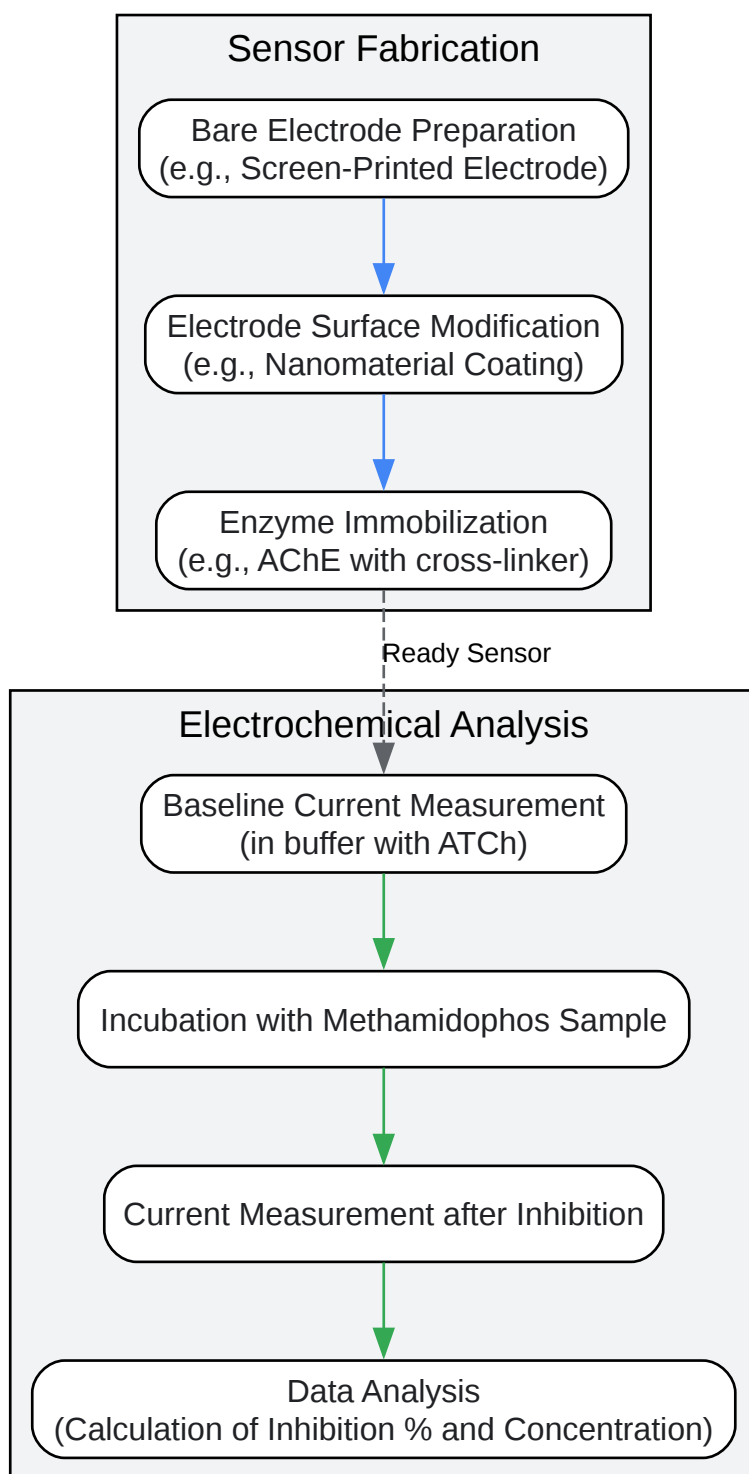 Sensor Fabrication
Bare Electrode Preparation
(e.g., Screen-Printed Electrode)
Electrode Surface Modification
(e.g., Nanomaterial Coating)
Enzyme Immobilization
(e.g., AChE with cross-linker)
Ready Sensor
Electrochemical Analysis
Baseline Current Measurement
(in buffer with ATCh)
Incubation with Methamidophos Sample
Current Measurement after Inhibition
Data Analysis
(Calculation of Inhibition % and Concentration)